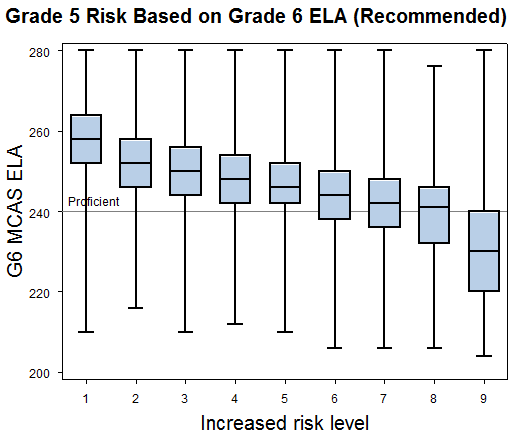 Grade 5 Risk Based on Grade 6 ELA (Recommended)
280
260
240
220
200
G6 MCAS ELA
Proficient
1 2 3 4 5 6 7 8 9
Increased risk level